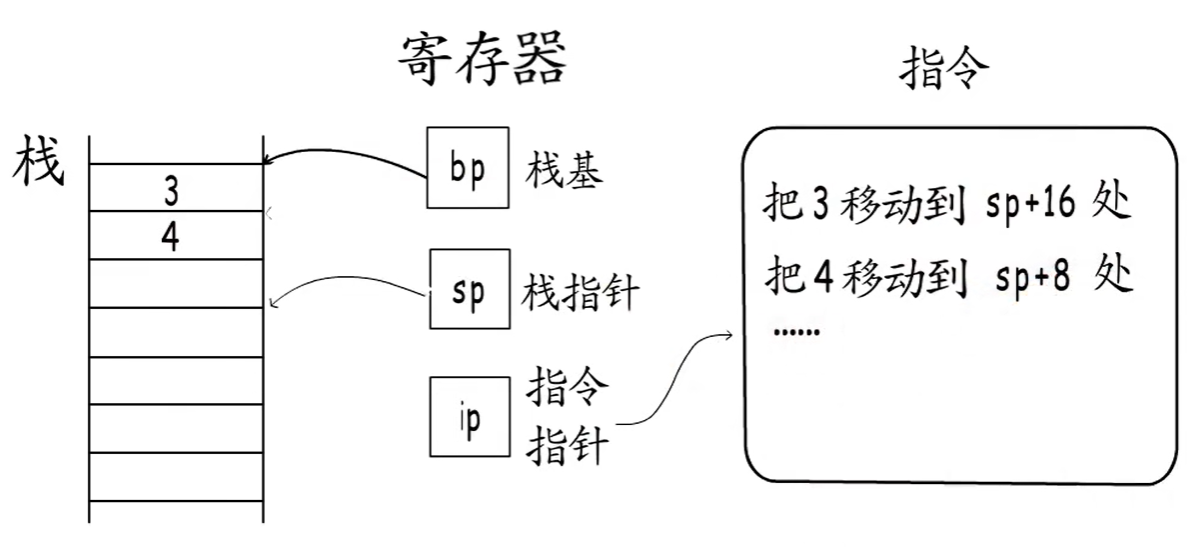 寄存器
指令
栈
3
4
bp 栈基
sp 栈指针
ip 指令
指针
把3移动到 sp+16 处
把4移动到 sp+8 处
……